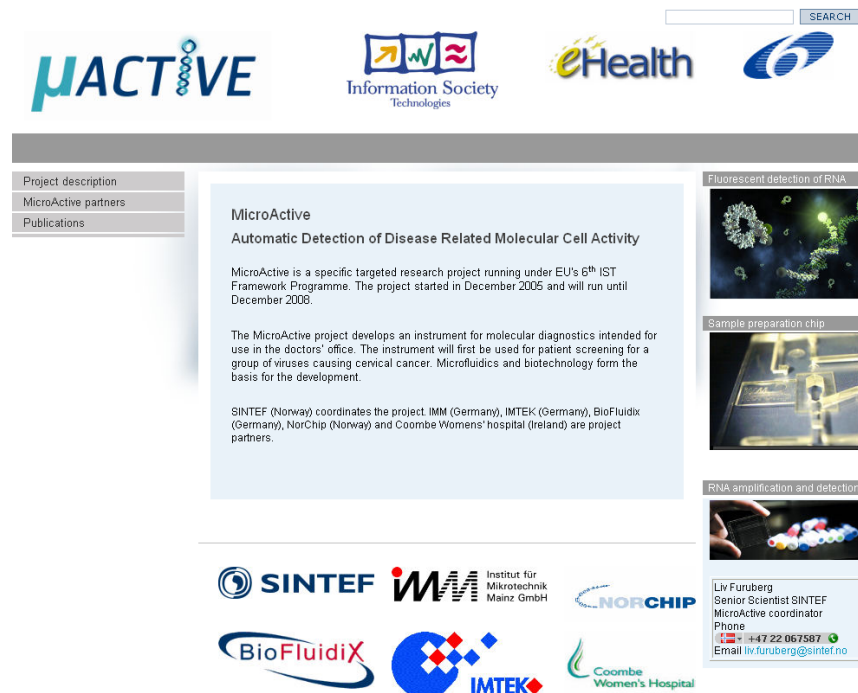 SEARCH
µACTIVE
Information Society
Technologies
eHealth
6
Project description
MicroActive partners
Publications
MicroActive
Automatic Detection of Disease Related Molecular Cell Activity
MicroActive is a specific targeted research project running under EU's 6th IST
Framework Programme. The project started in December 2005 and will run until
December 2008.
The MicroActive project develops an instrument for molecular diagnostics intended for
use in the doctors' office. The instrument will first be used for patient screening for a
group of viruses causing cervical cancer. Microfluidics and biotechnology form the
basis for the development.
SINTEF (Norway) coordinates the project. IMM (Germany), IMTEK (Germany), BioFluidix
(Germany), NorChip (Norway) and Coombe Womens' hospital (Ireland) are project
partners.
Fluorescent detection of RNA
Sample preparation chip
RNA amplification and detection
Liv Furuberg
Senior Scientist SINTEF
MicroActive coordinator
Phone
+47 22 067587
Email liv.furuberg@sintef.no
SINTEF
imm
Institut für
Mikrotechnik
Mainz GmbH
NORCHIP
BioFluidiX
IMTEK
Coombe
Women's Hospital